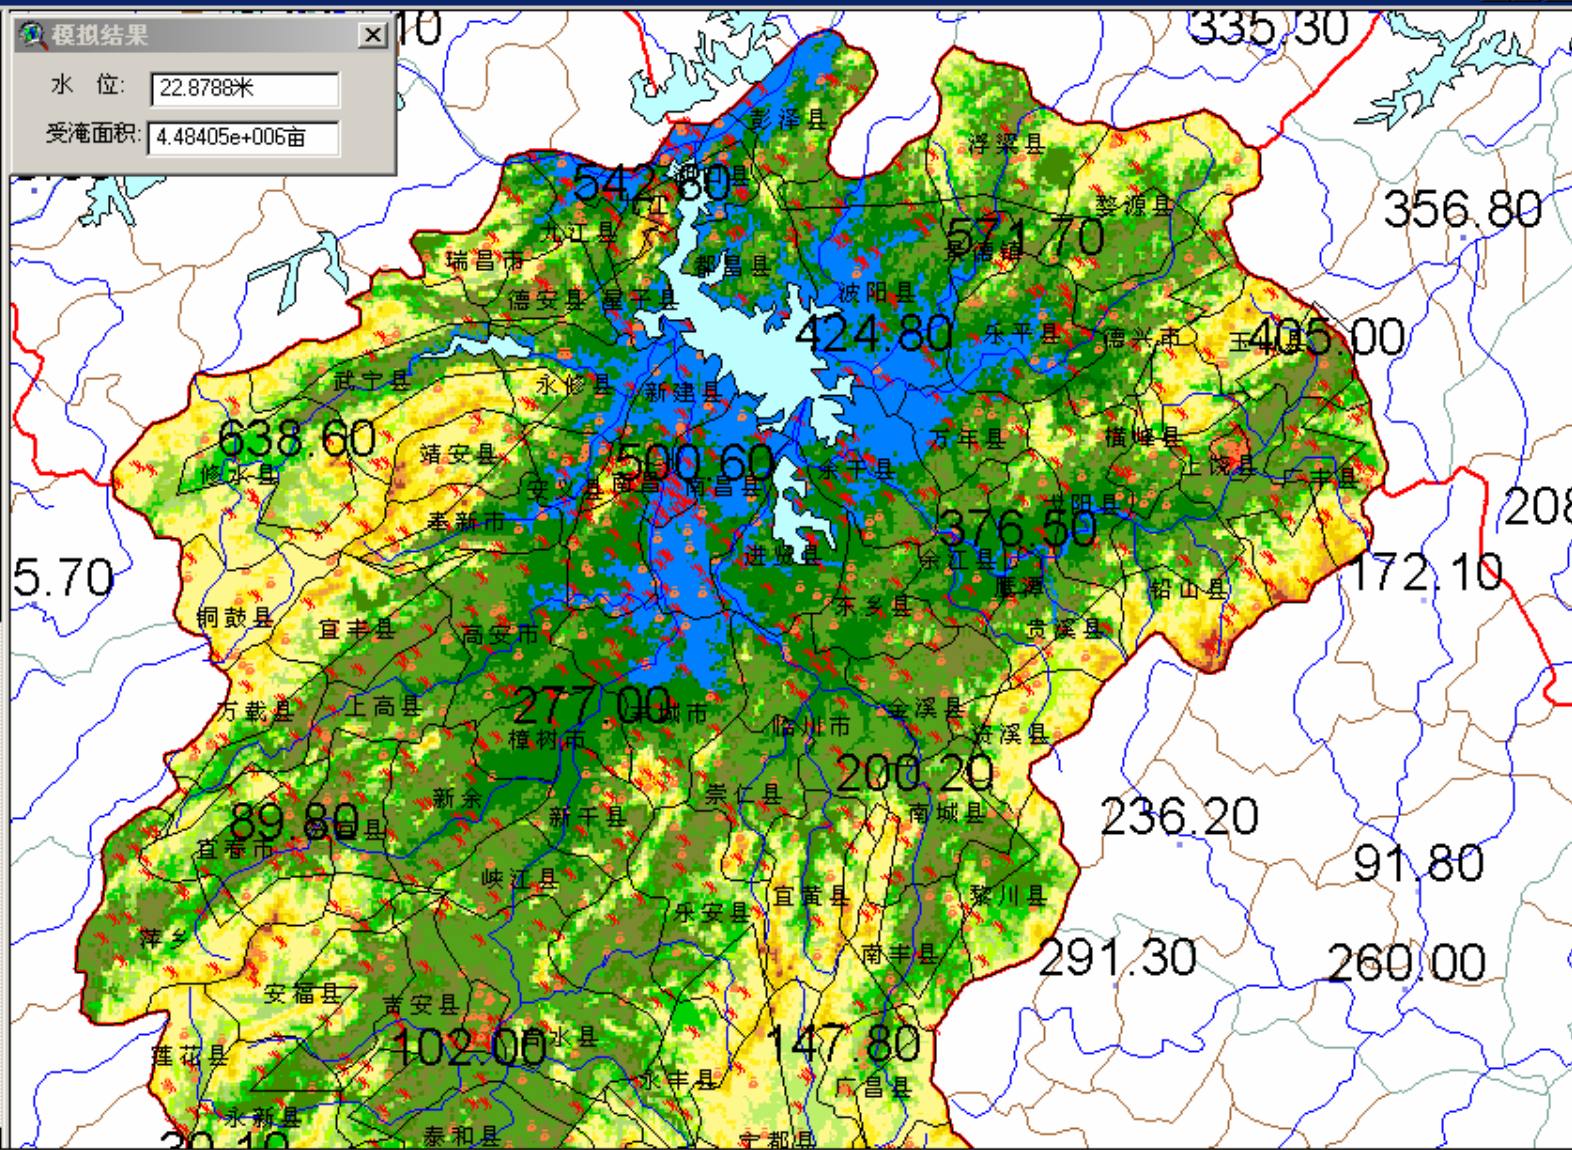 模拟结果
水 位: 22.8788米
受淹面积: 4.48405e+006亩
10
335.30
彭泽县
浮梁县
542.60
356.80
婺源县
571.70
九江县
景德镇
瑞昌市
都昌县
德安县
星子县
波阳县
424.80
乐平县
德兴市
405.00
武宁县
永修县
新建县
638.60
万年县
横峰县
靖安县
修水县
500.60
余干县
上饶县
广丰县
安义县
南昌县
奉新市
376.50
208
进贤县
余江县
5.70
172.10
鹰潭
铅山县
东乡县
铜鼓县
宜丰县
高安市
贵溪县
万载县
上高县
277.00
金溪县
临川市
资溪县
樟树市
200.20
新余
崇仁县
89.80
新干县
南城县
236.20
宜春市
91.80
峡江县
宜黄县
黎川县
乐安县
萍乡
南丰县
291.30
260.00
安福县
吉安县
102.00
147.80
莲花县
永丰县
广昌县
永新县
泰和县
宁都县